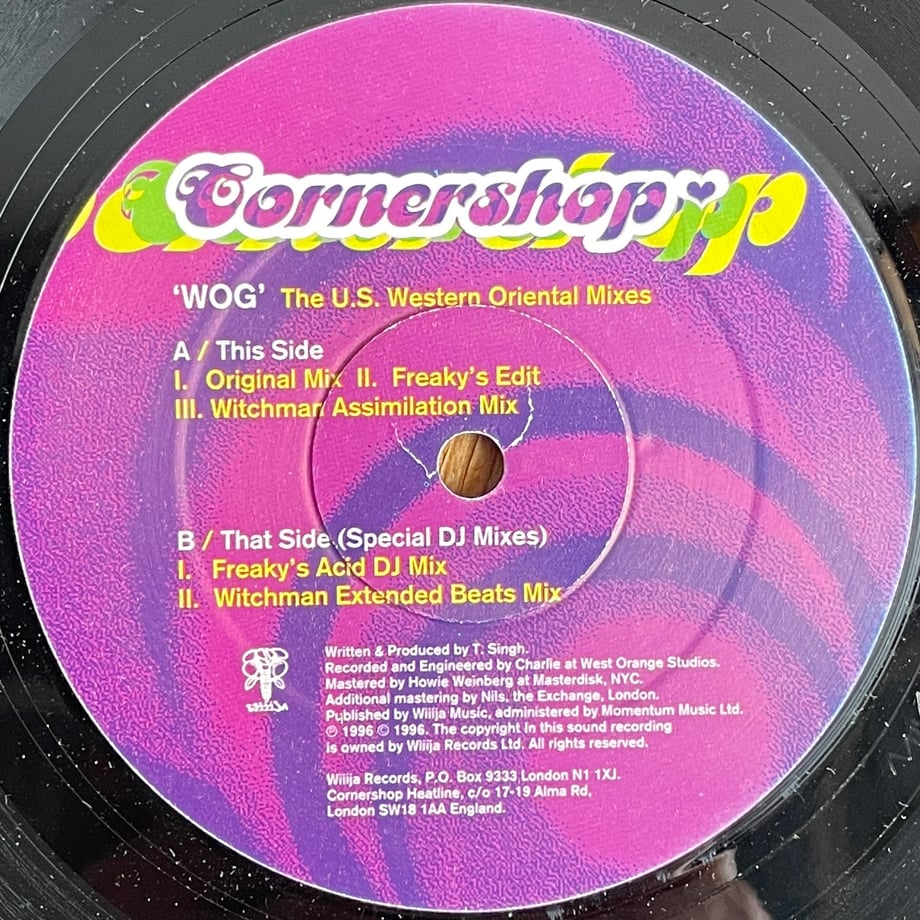 Cornershop
‘WOG’ The U.S. Western Oriental Mixes
A / This Side
I. Original Mix II. Freaky’s Edit
III. Witchman Assimilation Mix
B / That Side (Special DJ Mixes)
I. Freaky’s Acid DJ Mix
II. Witchman Extended Beats Mix
Written & Produced by T. Singh.
Recorded and Engineered by Charlie at West Orange Studios.
Mastered by Howie Weinberg at Masterdisk, NYC.
Additional mastering by Nils, the Exchange, London.
Published by Wiiija Music, administered by Momentum Music Ltd.
℗ 1996 © 1996. The copyright in this sound recording
is owned by Wiiija Records Ltd. All rights reserved.
Wiiija Records, P.O. Box 9333 London N1 1XJ.
Cornershop Heatline, c/o 17-19 Alma Rd,
London SW18 1AA England.